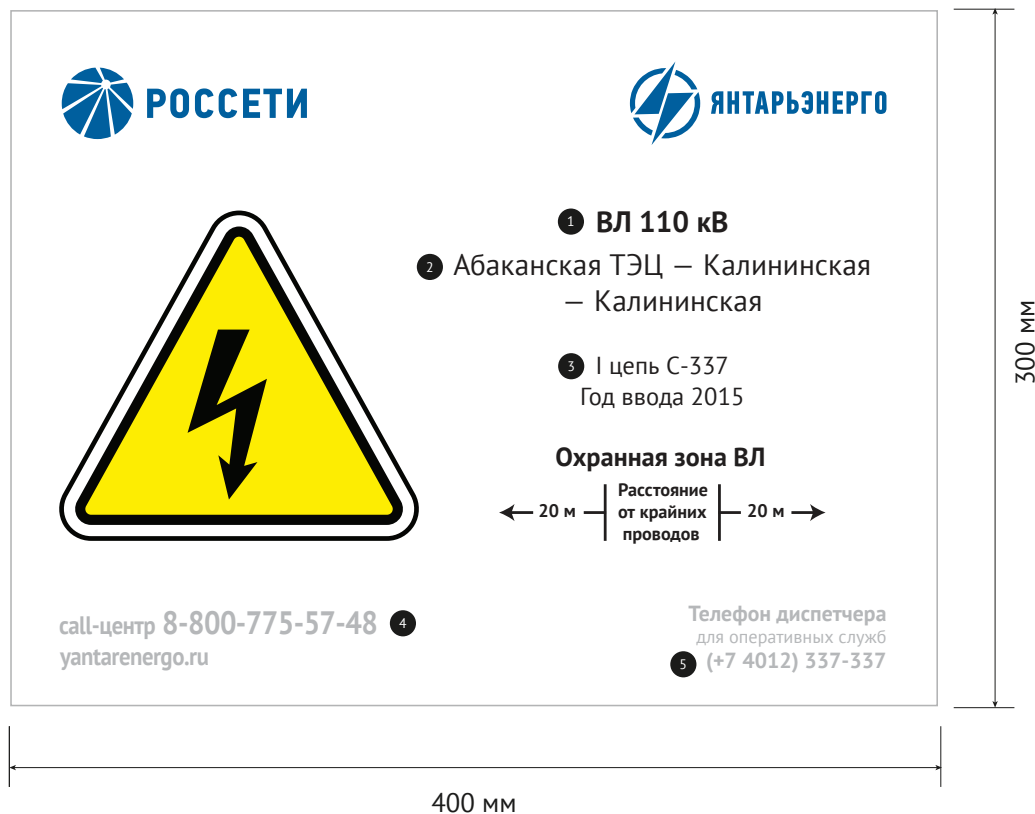 РОССЕТИ
ЯНТАРЬЭНЕРГО
1 ВЛ 110 кВ
2 Абаканская ТЭЦ — Калининская
— Калининская
3 I цепь С-337
Год ввода 2015
Охранная зона ВЛ
20 м
Расстояние
от крайних
проводов
20 м
call-центр 8-800-775-57-48 4
yantarenergo.ru
Телефон диспетчера
для оперативных служб
5 (+7 4012) 337-337
300 мм
400 мм